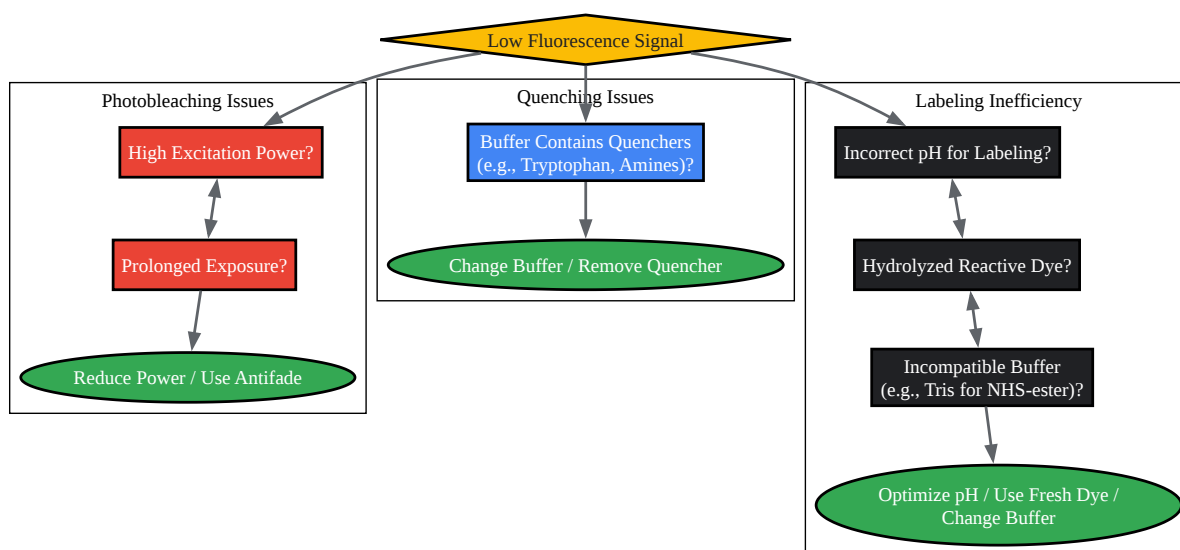 Low Fluorescence Signal
Photobleaching Issues
High Excitation Power?
Prolonged Exposure?
Reduce Power / Use Antifade
Quenching Issues
Buffer Contains Quenchers
(e.g., Tryptophan, Amines)?
Change Buffer / Remove Quencher
Labeling Inefficiency
Incorrect pH for Labeling?
Hydrolyzed Reactive Dye?
Incompatible Buffer
(e.g., Tris for NHS-ester)?
Optimize pH / Use Fresh Dye /
Change Buffer